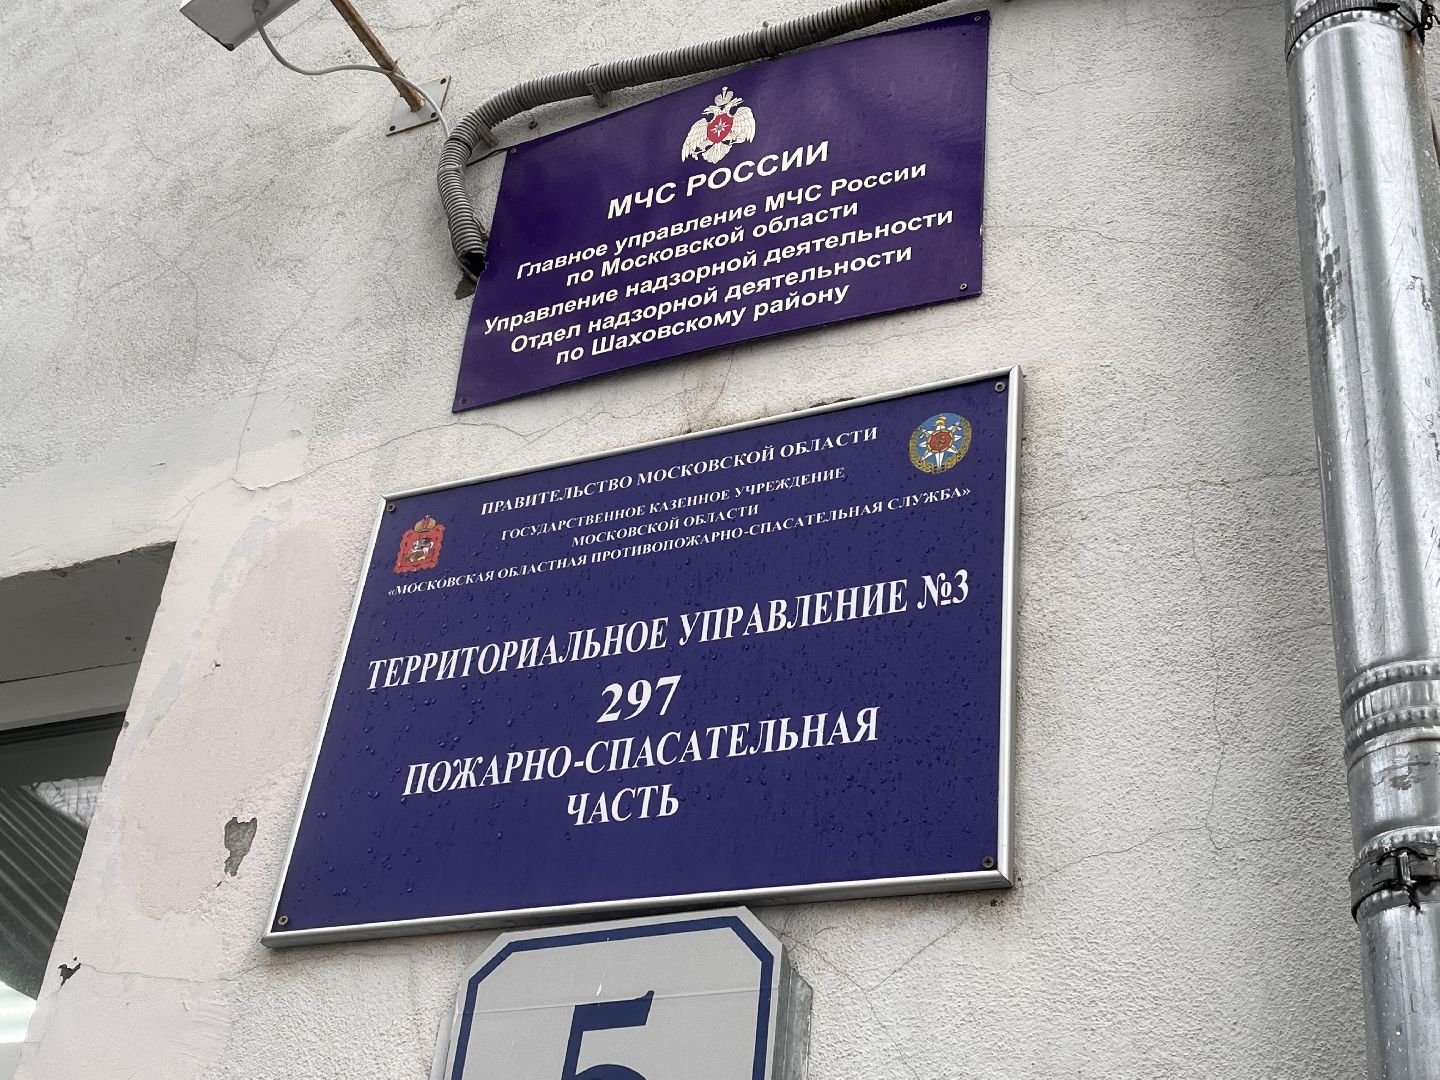 МЧС РОССИИ
Главное управление МЧС России
по Московской области
Управление надзорной деятельности
Отдел надзорной деятельности
по Шаховскому району
ПРАВИТЕЛЬСТВО МОСКОВСКОЙ ОБЛАСТИ
ГОСУДАРСТВЕННОЕ КАЗЕННОЕ УЧРЕЖДЕНИЕ
МОСКОВСКОЙ ОБЛАСТИ
«МОСКОВСКАЯ ОБЛАСТНАЯ ПРОТИВОПОЖАРНО-СПАСАТЕЛЬНАЯ СЛУЖБА»
ТЕРРИТОРИАЛЬНОЕ УПРАВЛЕНИЕ №3
297
ПОЖАРНО-СПАСАТЕЛЬНАЯ
ЧАСТЬ
5